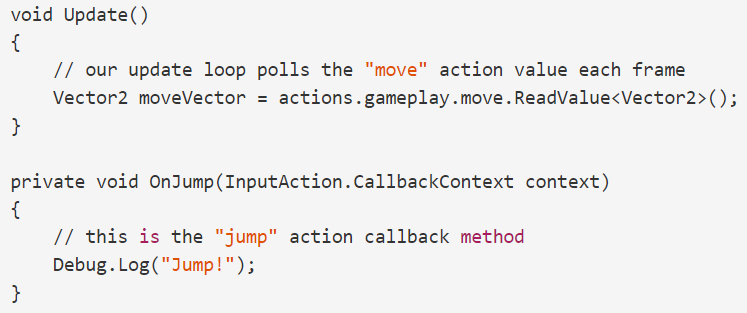 void Update()
{
    // our update loop polls the "move" action value each frame
    Vector2 moveVector = actions.gameplay.move.ReadValue<Vector2>();
}

private void OnJump(InputAction.CallbackContext context)
{
    // this is the "jump" action callback method
    Debug.Log("Jump!");
}